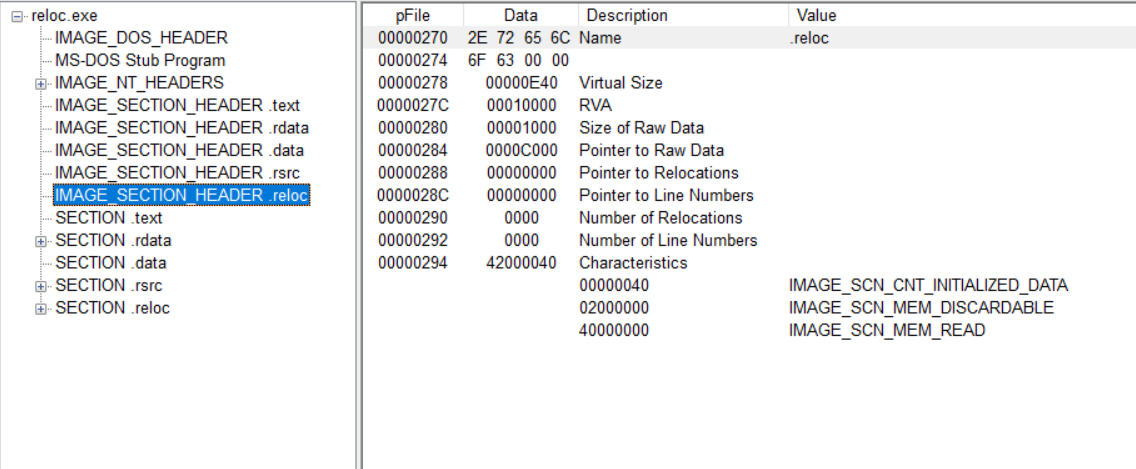 reloc.exe
IMAGE_DOS_HEADER
MS-DOS Stub Program
IMAGE_NT_HEADERS
IMAGE_SECTION_HEADER .text
IMAGE_SECTION_HEADER .rdata
IMAGE_SECTION_HEADER .data
IMAGE_SECTION_HEADER .rsrc
IMAGE_SECTION_HEADER .reloc
SECTION .text
SECTION .rdata
SECTION .data
SECTION .rsrc
SECTION .reloc
pFile Data Description Value
00000270 2E 72 65 6C Name .reloc
00000274 6F 63 00 00
00000278 00000E40 Virtual Size
0000027C 00010000 RVA
00000280 00001000 Size of Raw Data
00000284 0000C000 Pointer to Raw Data
00000288 00000000 Pointer to Relocations
0000028C 00000000 Pointer to Line Numbers
00000290 0000 Number of Relocations
00000292 0000 Number of Line Numbers
00000294 42000040 Characteristics
00000040 IMAGE_SCN_CNT_INITIALIZED_DATA
02000000 IMAGE_SCN_MEM_DISCARDABLE
40000000 IMAGE_SCN_MEM_READ